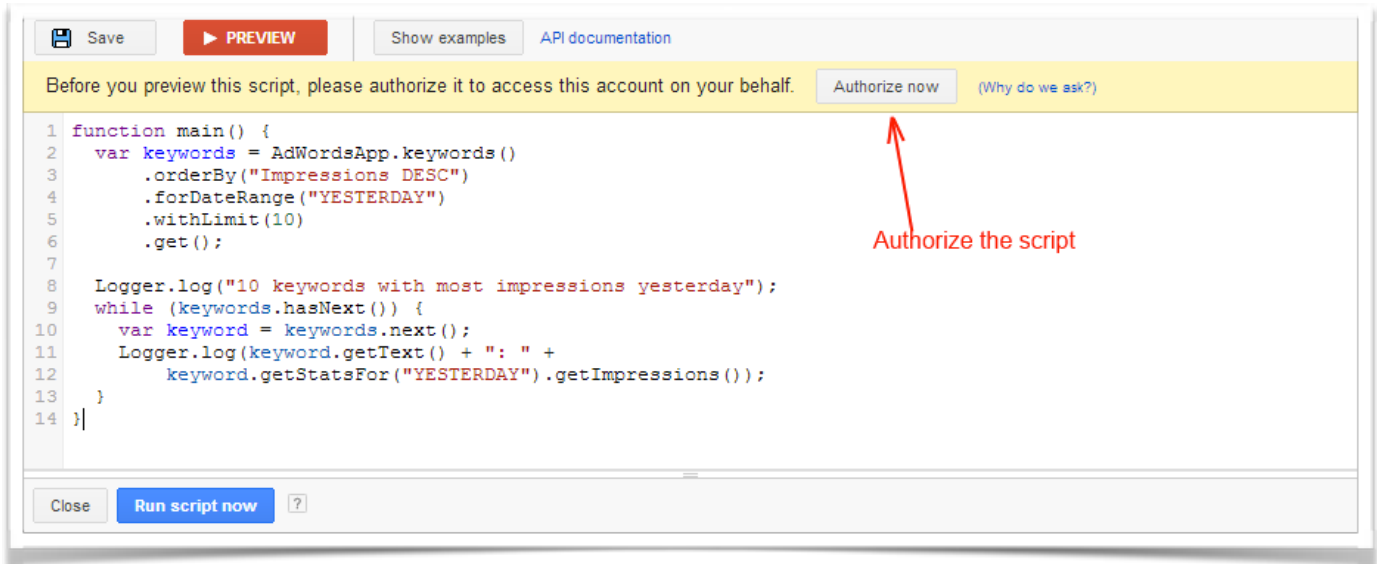 Save PREVIEW Show examples API documentation
Before you preview this script, please authorize it to access this account on your behalf. Authorize now (Why do we ask?)
1 function main() {
2   var keywords = AdWordsApp.keywords()
3       .orderBy("Impressions DESC")
4       .forDateRange("YESTERDAY")
5       .withLimit(10)
6       .get();
Authorize the script
7
8   Logger.log("10 keywords with most impressions yesterday");
9   while (keywords.hasNext()) {
10     var keyword = keywords.next();
11     Logger.log(keyword.getText() + ": " +
12         keyword.getStatsFor("YESTERDAY").getImpressions());
13   }
14 }
Close Run script now ?